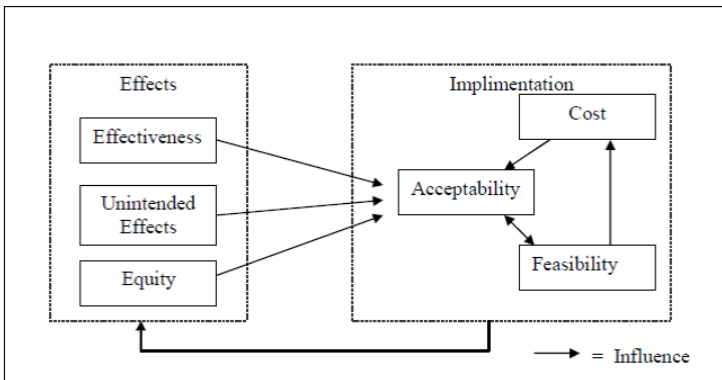 Effects
Implimentation
Cost
Effectiveness
Acceptability
Unintended
Effects
Equity
Feasibility
= Influence